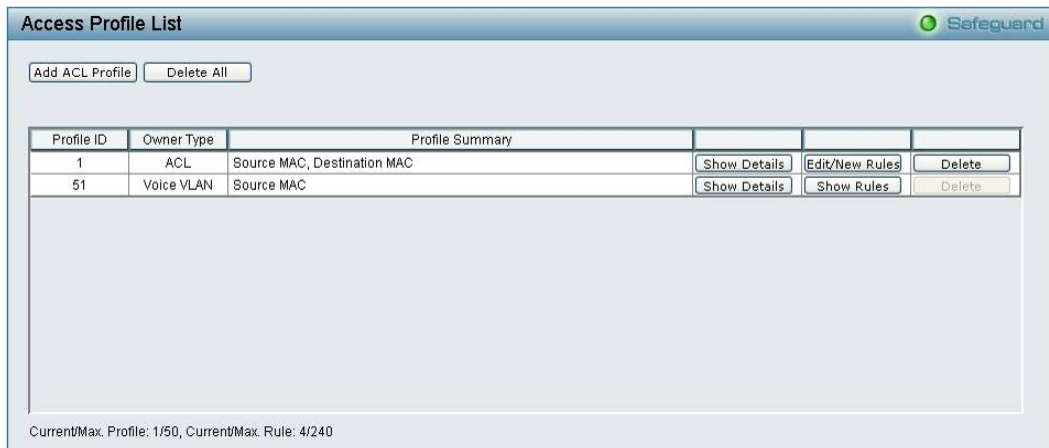 Access Profile List Safeguard
Add ACL Profile Delete All
Profile ID Owner Type Profile Summary
1 ACL Source MAC, Destination MAC Show Details Edit/New Rules Delete
51 Voice VLAN Source MAC Show Details Show Rules Delete
Current/Max. Profile: 1/50, Current/Max. Rule: 4/240